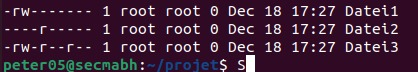 -rw------- 1 root root 0 Dec 18 17:27 Datei1
----r----- 1 root root 0 Dec 18 17:27 Datei2
-rw-r--r-- 1 root root 0 Dec 18 17:27 Datei3
peter05@secmabh:~/projet$ S